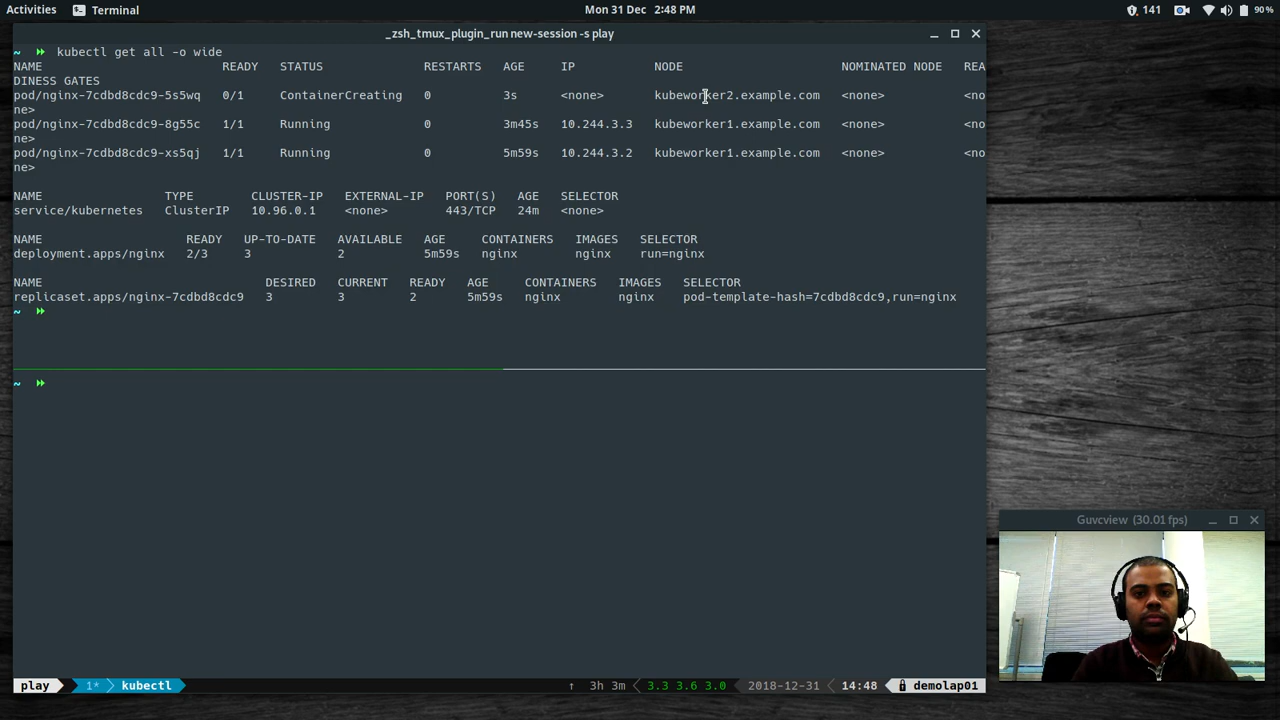 Activities Terminal Mon 31 Dec 2:48 PM 141 90%
_zsh_tmux_plugin_run new-session -s play
~ kubectl get all -o wide
NAME READY STATUS RESTARTS AGE IP NODE NOMINATED NODE REA
DINESS GATES
pod/nginx-7cdbd8cdc9-5s5wq 0/1 ContainerCreating 0 3s <none> kubeworker2.example.com <none> <no
ne>
pod/nginx-7cdbd8cdc9-8g55c 1/1 Running 0 3m45s 10.244.3.3 kubeworker1.example.com <none> <no
ne>
pod/nginx-7cdbd8cdc9-xs5qj 1/1 Running 0 5m59s 10.244.3.2 kubeworker1.example.com <none> <no
ne>
NAME TYPE CLUSTER-IP EXTERNAL-IP PORT(S) AGE SELECTOR
service/kubernetes ClusterIP 10.96.0.1 <none> 443/TCP 24m <none>
NAME READY UP-TO-DATE AVAILABLE AGE CONTAINERS IMAGES SELECTOR
deployment.apps/nginx 2/3 3 2 5m59s nginx nginx run=nginx
NAME DESIRED CURRENT READY AGE CONTAINERS IMAGES SELECTOR
replicaset.apps/nginx-7cdbd8cdc9 3 3 2 5m59s nginx nginx pod-template-hash=7cdbd8cdc9,run=nginx
~
~
Guvcview (30.01 fps)
play 1* kubectl ↑ 3h 3m 3.3 3.6 3.0 2018-12-31 14:48 demolap01